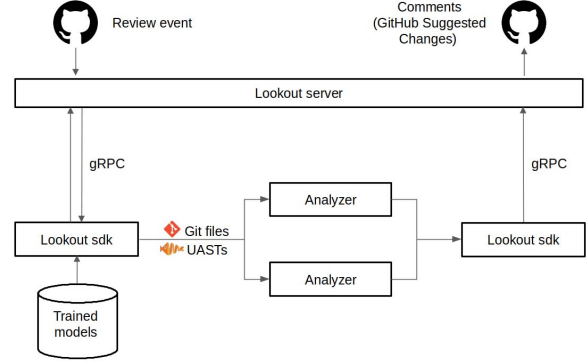 Review event
Comments
(GitHub Suggested
Changes)
Lookout server
gRPC
gRPC
Analyzer
Lookout sdk
Git files
UASTs
Lookout sdk
Analyzer
Trained
models